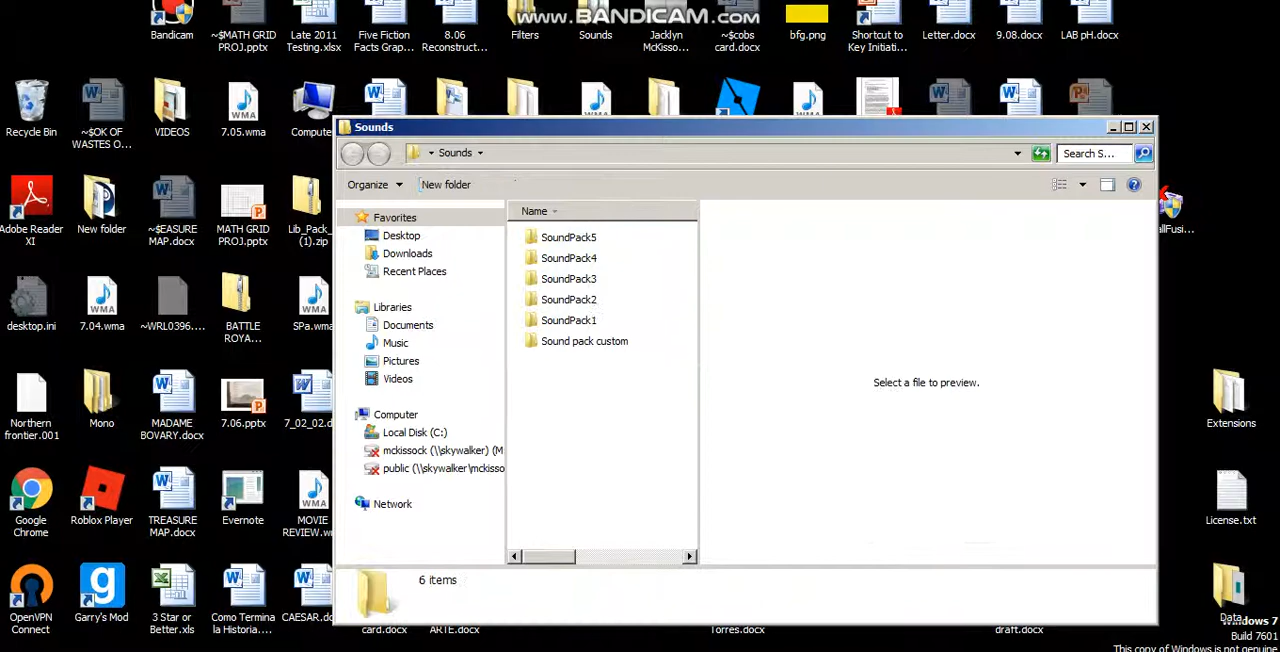 www.BANDICAM.com
Bandicam
~$MATH GRID
PROJ.pptx
Late 2011
Testing.xlsx
Five Fiction
Facts Grap...
8.06
Reconstruct...
Filters
Sounds
Jacklyn
McKisso...
~$cobs
card.docx
bfg.png
Shortcut to
Key Initiati...
Letter.docx
9.08.docx
LAB pH.docx
Recycle Bin
~$OK OF
WASTES O...
VIDEOS
7.05.wma
Compute
Sounds
Sounds
Search S...
Organize
New folder
Adobe Reader
XI
New folder
~$EASURE
MAP.docx
MATH GRID
PROJ.pptx
Lib_Pack_
(1).zip
allFusi...
Favorites
Desktop
Downloads
Recent Places
Libraries
Documents
Music
Pictures
Videos
Computer
Local Disk (C:)
mckissock (\\skywalker) (M
public (\\skywalker\mckisso
Network
Name
SoundPack5
SoundPack4
SoundPack3
SoundPack2
SoundPack1
Sound pack custom
Select a file to preview.
6 items
desktop.ini
7.04.wma
~WRL0396....
BATTLE
ROYA...
SPa.wma
Northern
frontier.001
Mono
MADAME
BOVARY.docx
7.06.pptx
7_02_02.d
Extensions
Google
Chrome
Roblox Player
TREASURE
MAP.docx
Evernote
MOVIE
REVIEW.w
License.txt
OpenVPN
Connect
Garry's Mod
3 Star or
Better.xls
Como Termina
la Historia....
CAESAR.do
card.docx
ARTE.docx
Torres.docx
draft.docx
Data
Windows 7
Build 7601
This copy of Windows is not genuine